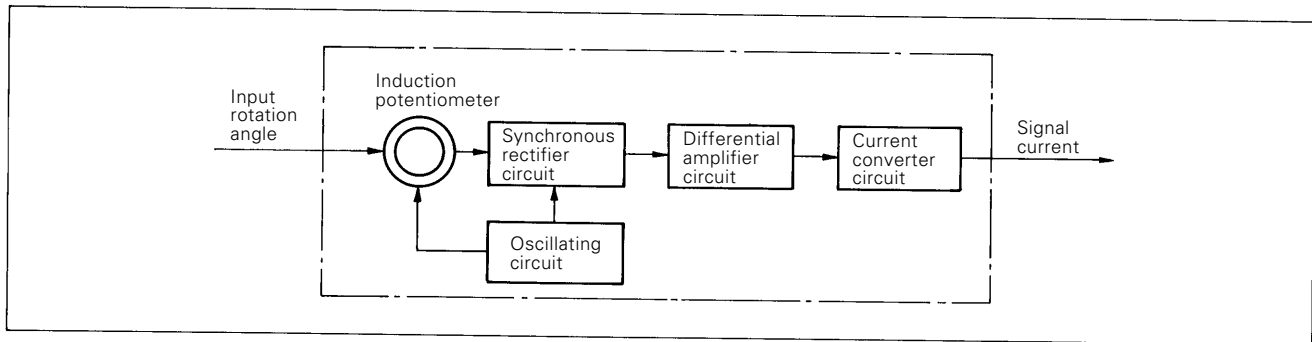 Input
rotation
angle
Induction
potentiometer
Synchronous
rectifier
circuit
Differential
amplifier
circuit
Current
converter
circuit
Signal
current
Oscillating
circuit